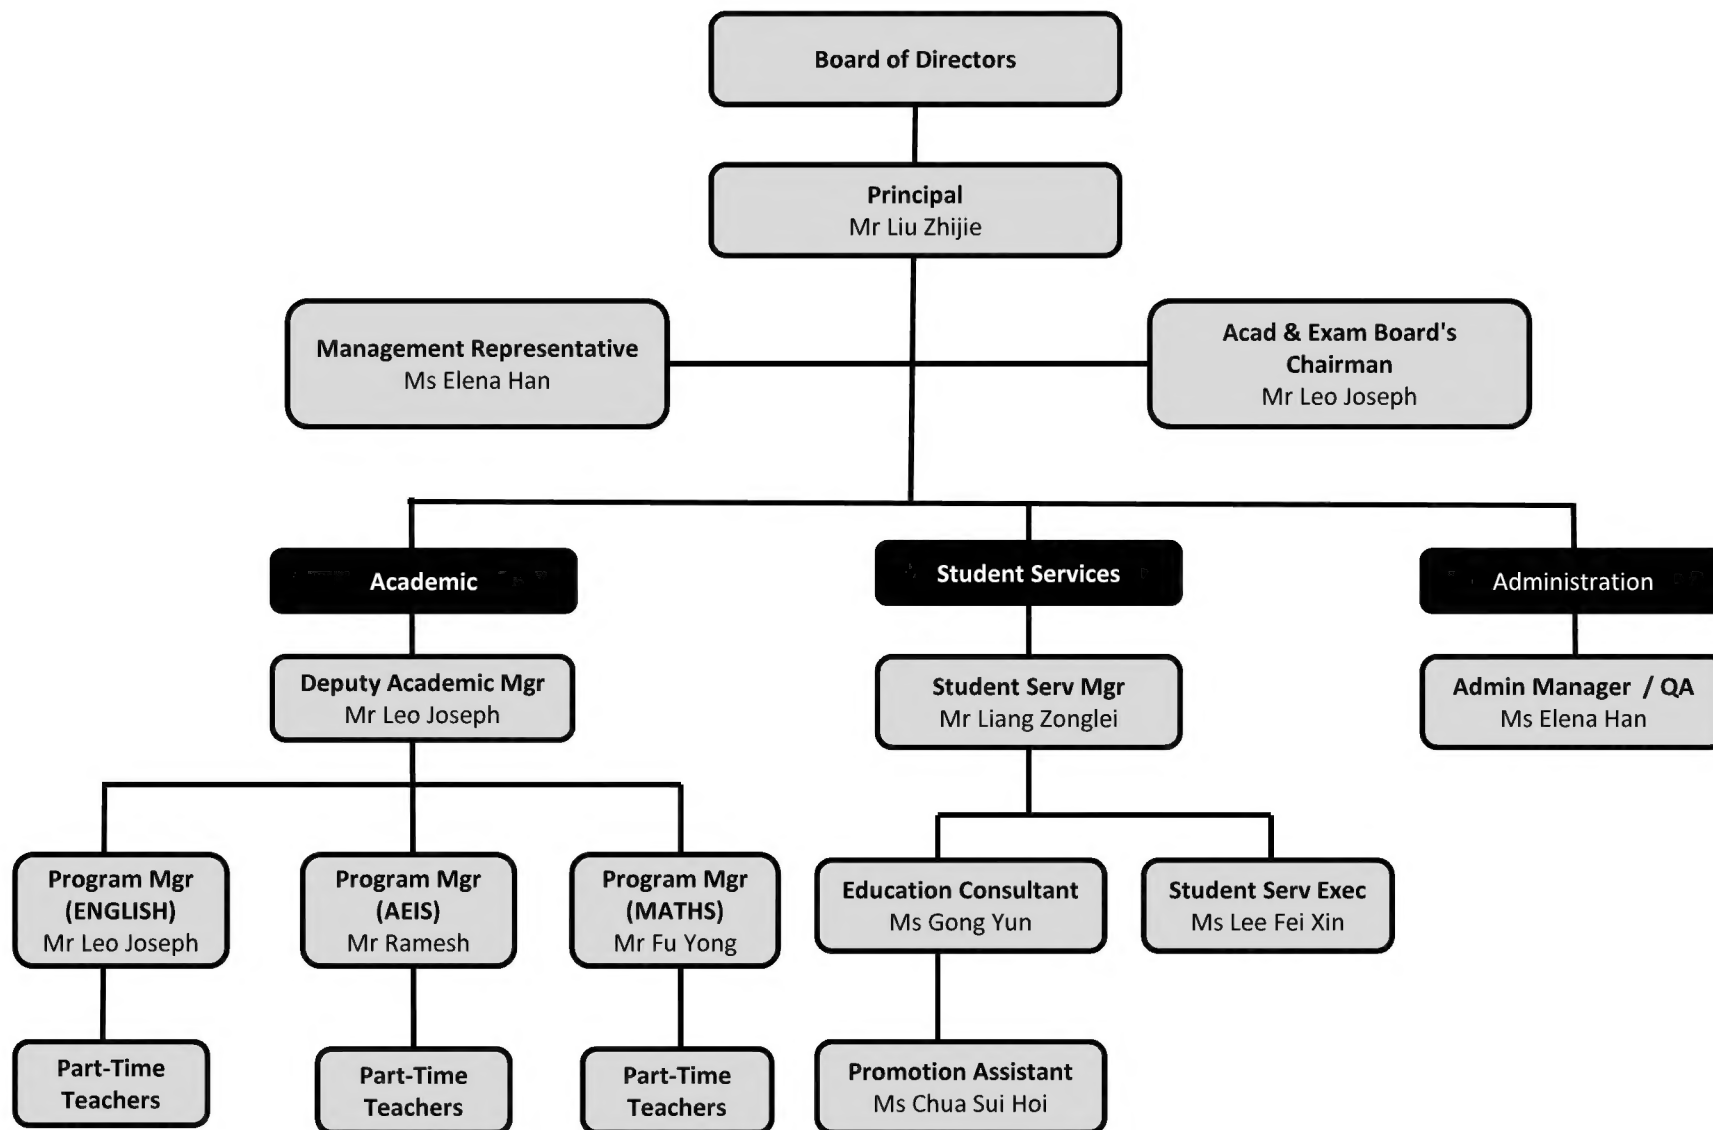 Board of Directors
Principal
Mr Liu Zhijie
Management Representative
Ms Elena Han
Acad & Exam Board's
Chairman
Mr Leo Joseph
Academic
Student Services
Administration
Deputy Academic Mgr
Mr Leo Joseph
Student Serv Mgr
Mr Liang Zonglei
Admin Manager / QA
Ms Elena Han
Program Mgr
(ENGLISH)
Mr Leo Joseph
Program Mgr
(AEIS)
Mr Ramesh
Program Mgr
(MATHS)
Mr Fu Yong
Education Consultant
Ms Gong Yun
Student Serv Exec
Ms Lee Fei Xin
Part-Time
Teachers
Part-Time
Teachers
Part-Time
Teachers
Promotion Assistant
Ms Chua Sui Hoi